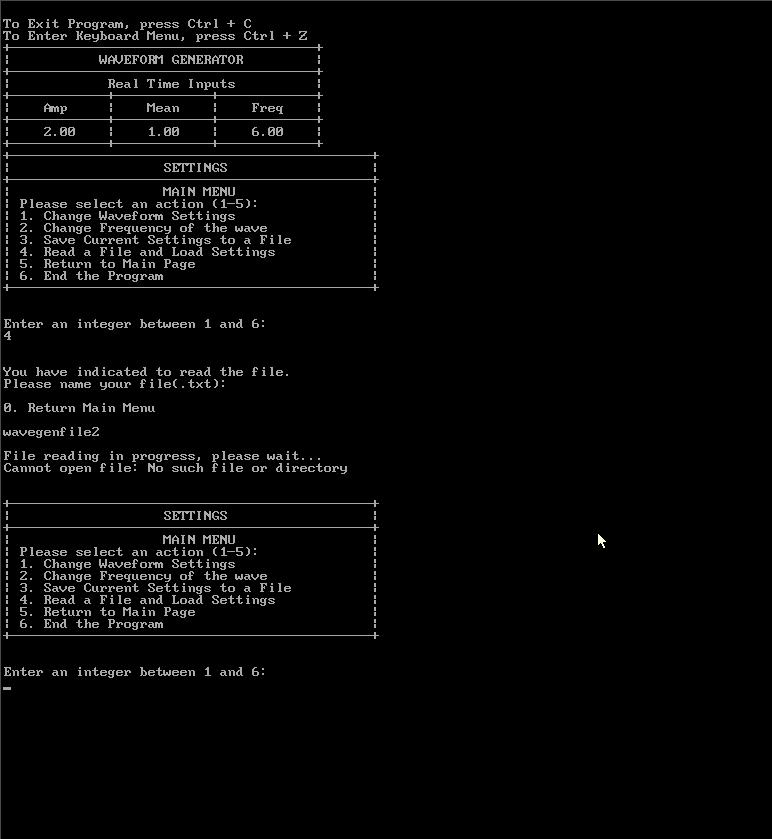 To Exit Program, press Ctrl + C
To Enter Keyboard Menu, press Ctrl + Z
WAVEFORM GENERATOR
Real Time Inputs
Amp Mean Freq
2.00 1.00 6.00
SETTINGS
MAIN MENU
Please select an action (1-5):
1. Change Waveform Settings
2. Change Frequency of the wave
3. Save Current Settings to a File
4. Read a File and Load Settings
5. Return to Main Page
6. End the Program
Enter an integer between 1 and 6:
4
You have indicated to read the file.
Please name your file(.txt):
0. Return Main Menu
wavegenfile2
File reading in progress, please wait...
Cannot open file: No such file or directory
SETTINGS
MAIN MENU
Please select an action (1-5):
1. Change Waveform Settings
2. Change Frequency of the wave
3. Save Current Settings to a File
4. Read a File and Load Settings
5. Return to Main Page
6. End the Program
Enter an integer between 1 and 6: